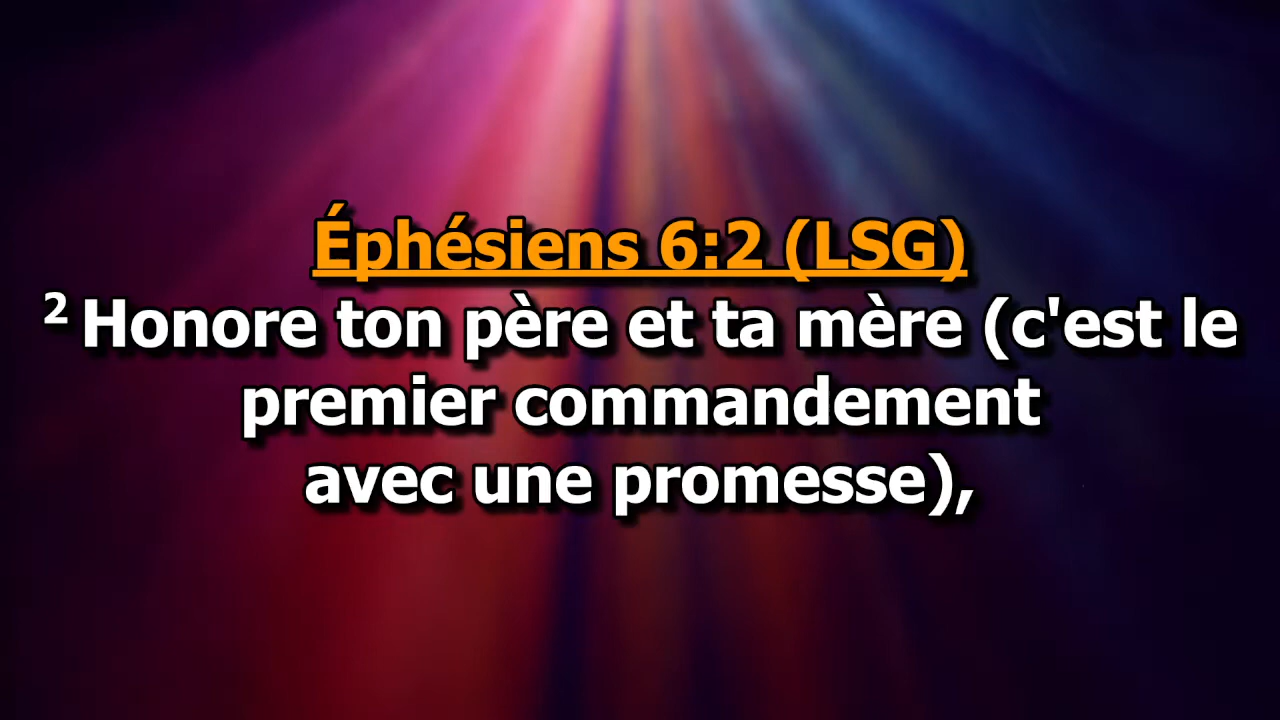 Éphésiens 6:2 (LSG)
² Honore ton père et ta mère (c'est le
premier commandement
avec une promesse),